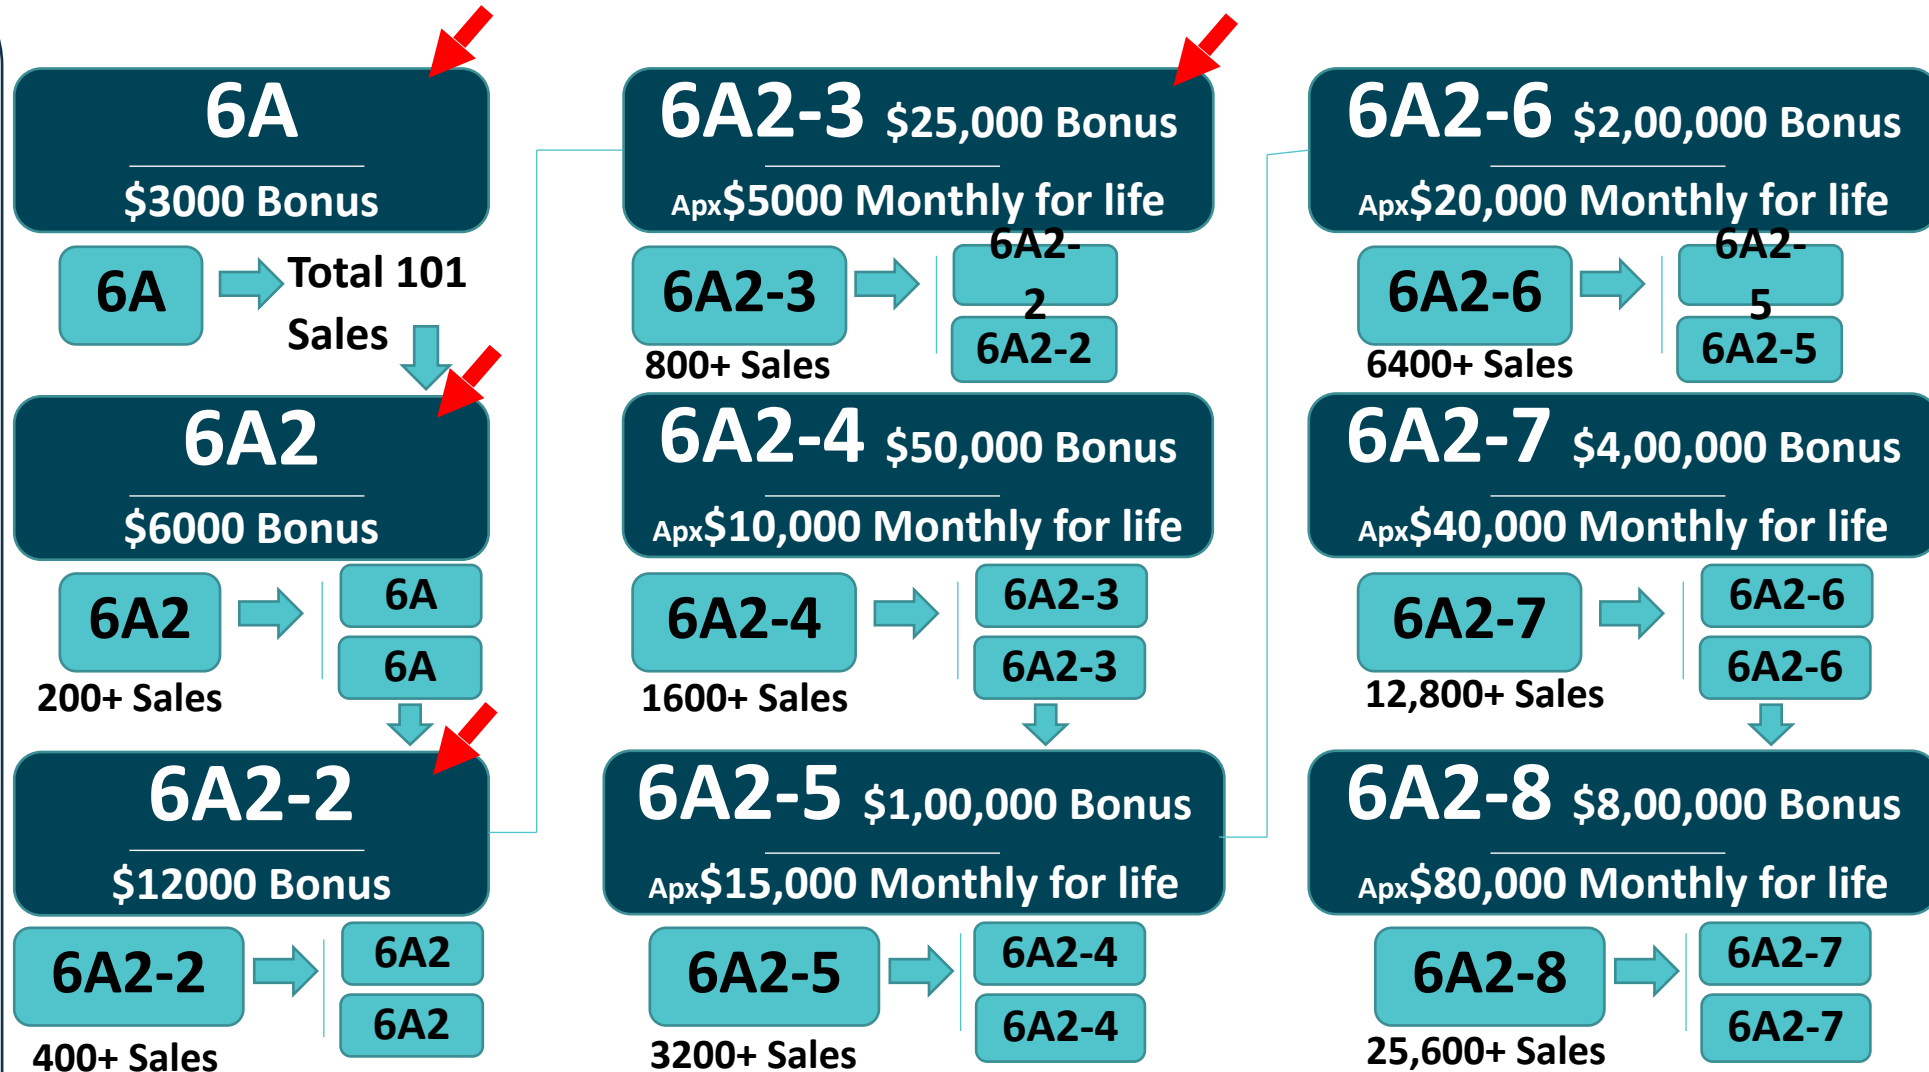 6A
$3000 Bonus
6A
Total 101
Sales
6A2
$6000 Bonus
6A2
6A
6A
200+ Sales
6A2-2
$12000 Bonus
6A2-2
6A2
6A2
400+ Sales
6A2-3 $25,000 Bonus
Apx$5000 Monthly for life
6A2-3
6A2-
2
6A2-2
800+ Sales
6A2-4 $50,000 Bonus
Apx$10,000 Monthly for life
6A2-4
6A2-3
6A2-3
1600+ Sales
6A2-5 $1,00,000 Bonus
Apx$15,000 Monthly for life
6A2-5
6A2-4
6A2-4
3200+ Sales
6A2-6 $2,00,000 Bonus
Apx$20,000 Monthly for life
6A2-6
6A2-
5
6A2-5
6400+ Sales
6A2-7 $4,00,000 Bonus
Apx$40,000 Monthly for life
6A2-7
6A2-6
6A2-6
12,800+ Sales
6A2-8 $8,00,000 Bonus
Apx$80,000 Monthly for life
6A2-8
6A2-7
6A2-7
25,600+ Sales